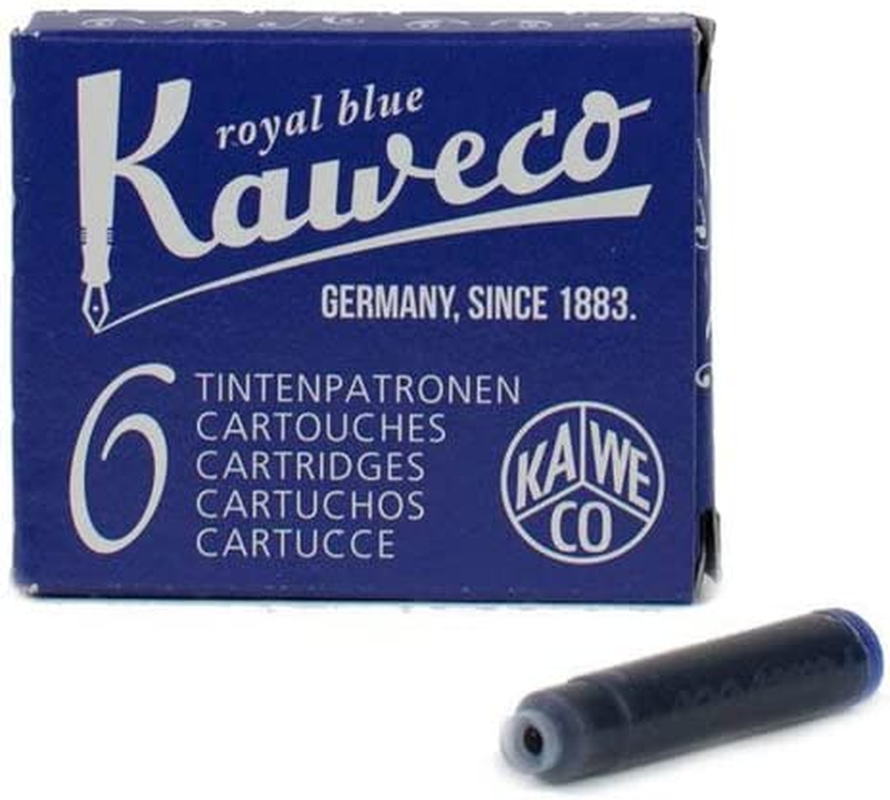 royal blue
Kaweco
GERMANY, SINCE 1883.
6
TINTENPATRONEN
CARTOUCHES
CARTRIDGES
CARTUCHOS
CARTUCCE
KA WE
CO